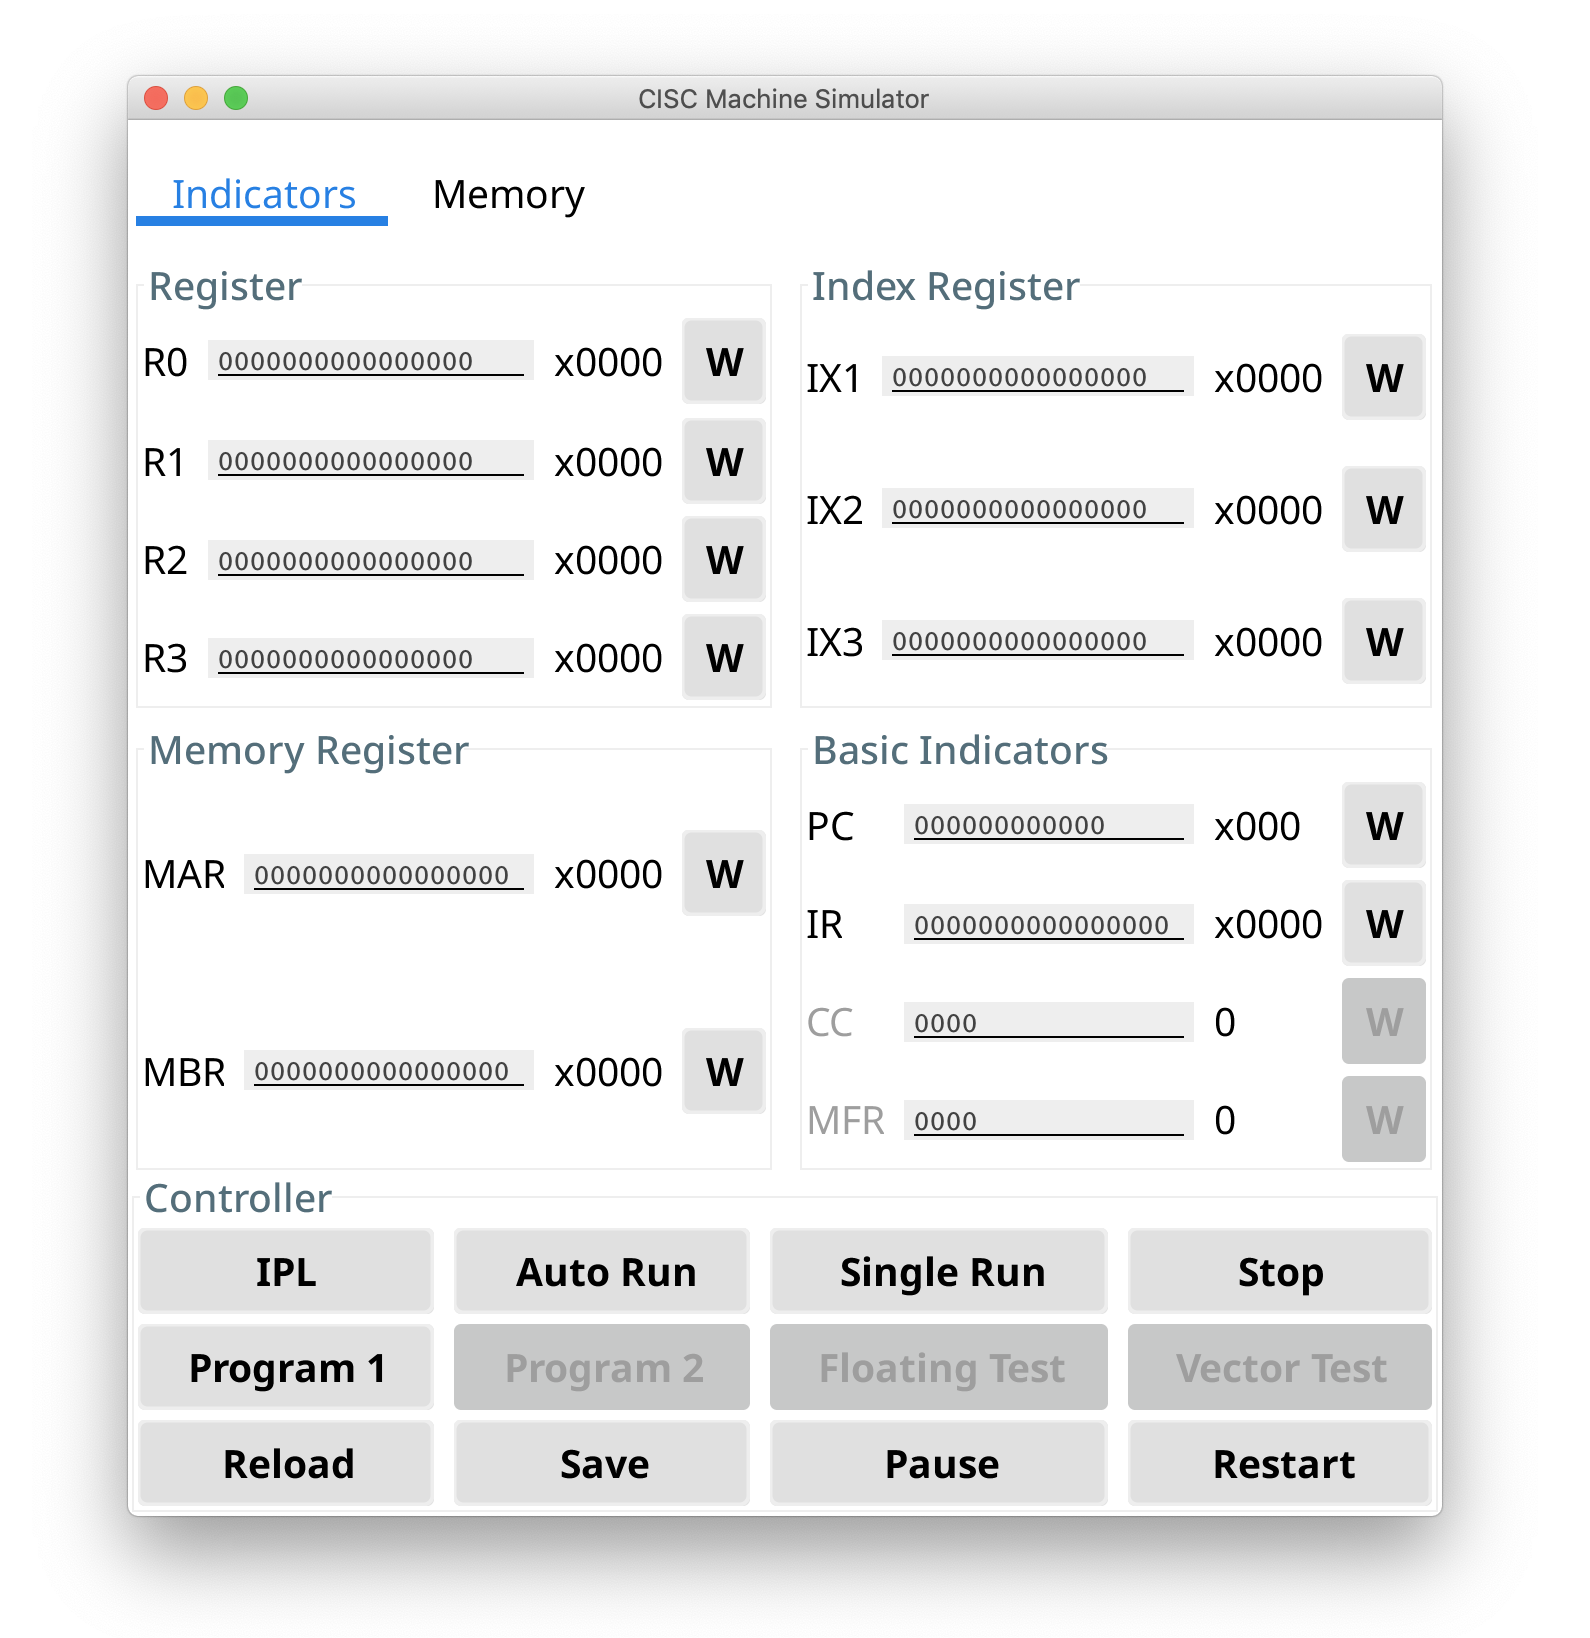 CISC Machine Simulator
Indicators Memory
Register
R0 0000000000000000 x0000 W
R1 0000000000000000 x0000 W
R2 0000000000000000 x0000 W
R3 0000000000000000 x0000 W
Index Register
IX1 0000000000000000 x0000 W
IX2 0000000000000000 x0000 W
IX3 0000000000000000 x0000 W
Memory Register
MAR 0000000000000000 x0000 W
MBR 0000000000000000 x0000 W
Basic Indicators
PC 000000000000 x000 W
IR 0000000000000000 x0000 W
CC 0000 0 W
MFR 0000 0 W
Controller
IPL Auto Run Single Run Stop
Program 1 Program 2 Floating Test Vector Test
Reload Save Pause Restart